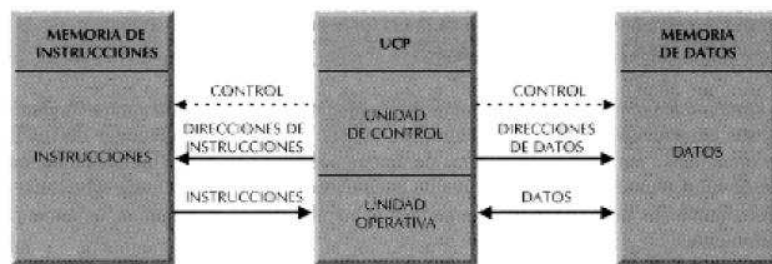 MEMORIA DE
INSTRUCCIONES
INSTRUCCIONES
CONTROL
DIRECCIONES DE
INSTRUCCIONES
INSTRUCCIONES
UCP
UNIDAD
DE CONTROL
UNIDAD
OPERATIVA
CONTROL
DIRECCIONES
DE DATOS
DATOS
MEMORIA
DE DATOS
DATOS